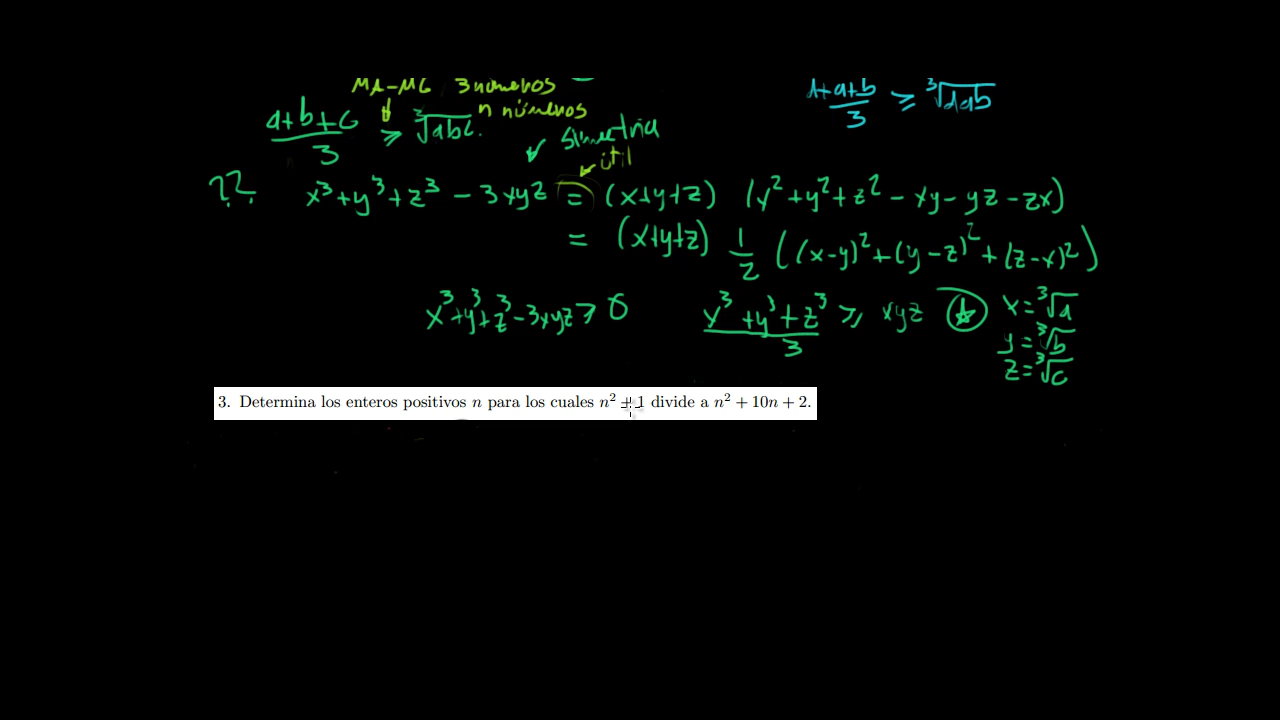 MA-MG 3 números
n números
a+b+c/3 ≥ ∛abc.
1+a+b/3 ≥ ∛1ab
simetría
útil
?? x³+y³+z³-3xyz = (x+y+z) (x²+y²+z²-xy-yz-zx)
= (x+y+z) 1/2 ((x-y)²+(y-z)²+(z-x)²)
x³+y³+z³-3xyz ≥ 0 x³+y³+z³/3 ≥ xyz ★ x=∛a
y=∛b
z=∛c
3. Determina los enteros positivos n para los cuales n² + 1 divide a n² + 10n + 2.